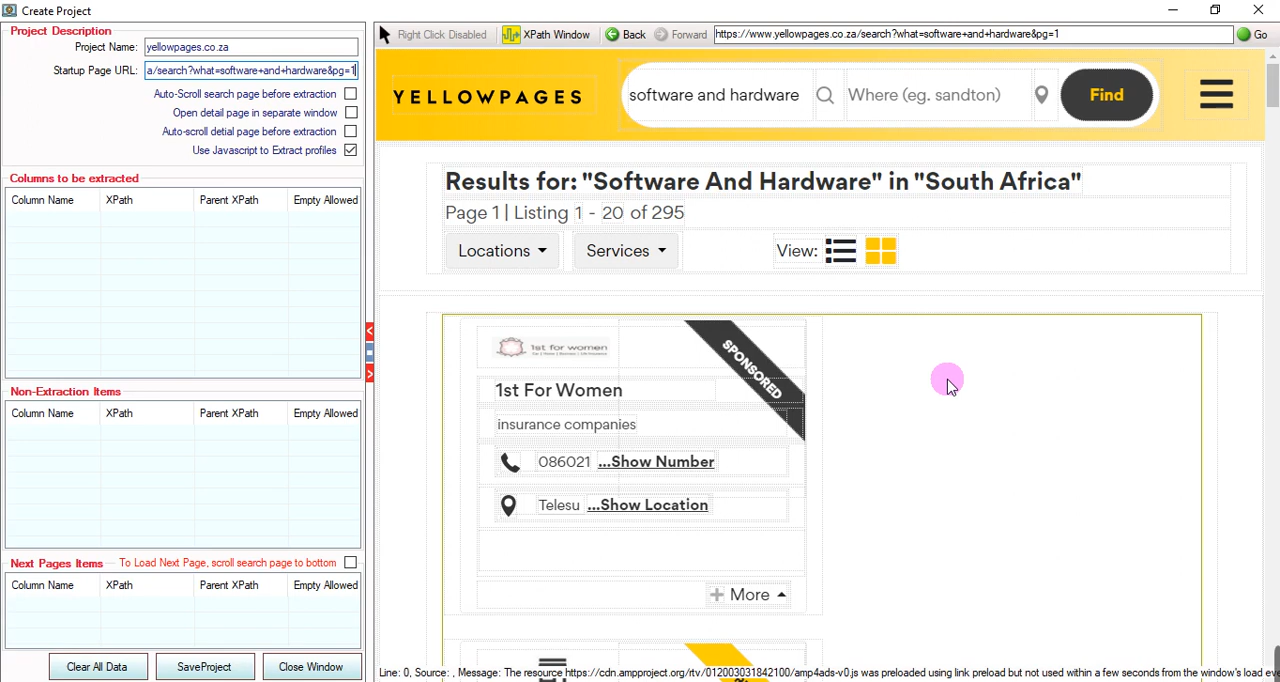 Create Project
Project Description
Project Name: yellowpages.co.za
Startup Page URL: a/search?what=software+and+hardware&pg=1
Auto-Scroll search page before extraction
Open detail page in separate window
Auto-scroll detial page before extraction
Use Javascript to Extract profiles
Columns to be extracted
Column Name XPath Parent XPath Empty Allowed
Non-Extraction Items
Column Name XPath Parent XPath Empty Allowed
Next Pages Items To Load Next Page, scroll search page to bottom
Column Name XPath Parent XPath Empty Allowed
Clear All Data SaveProject Close Window
Right Click Disabled XPath Window Back Forward https://www.yellowpages.co.za/search?what=software+and+hardware&pg=1 Go
YELLOWPAGES software and hardware Where (eg. sandton) Find
Results for: "Software And Hardware" in "South Africa"
Page 1 | Listing 1 - 20 of 295
Locations Services View:
1st for women
SPONSORED
1st For Women
insurance companies
086021 ...Show Number
Telesu ...Show Location
+ More
Line: 0, Source: , Message: The resource https://cdn.ampproject.org/rtv/012003031842100/amp4ads-v0.js was preloaded using link preload but not used within a few seconds from the window's load eve